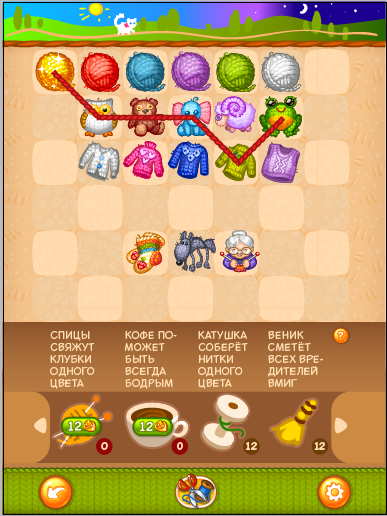 СПИЦЫ
СВЯЖУТ
КЛУБКИ
ОДНОГО
ЦВЕТА
КОФЕ ПО-
МОЖЕТ
БЫТЬ
ВСЕГДА
БОДРЫМ
КАТУШКА
СОБЕРЁТ
НИТКИ
ОДНОГО
ЦВЕТА
ВЕНИК
СМЕТЁТ
ВСЕХ ВРЕ-
ДИТЕЛЕЙ
ВМИГ
?
12
0
12
0
12
12